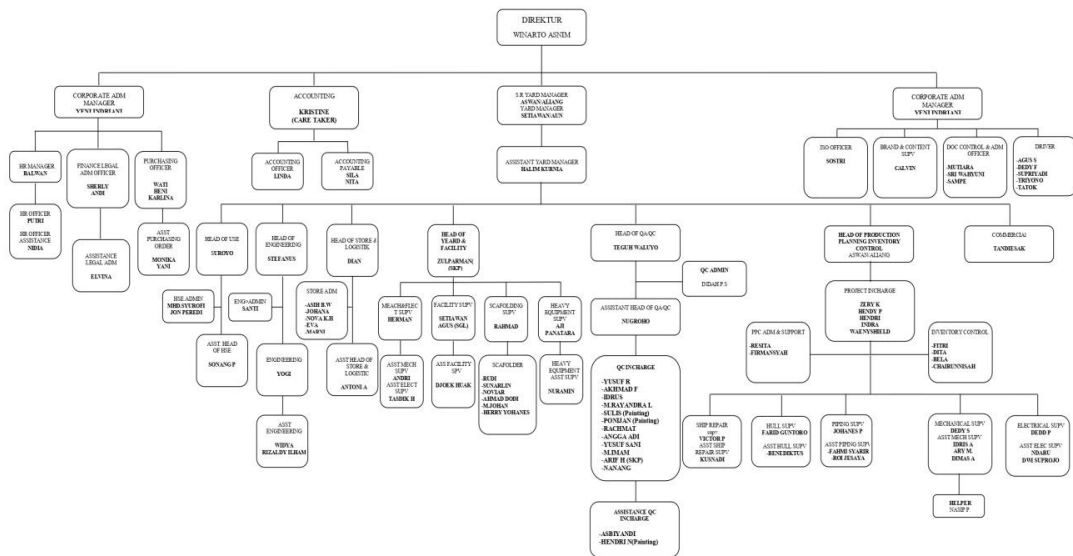 DIREKTUR
WINARTO ASNIM
CORPORATE ADM
MANAGER
YENI INDRIANI
ACCOUNTING
KRISTINE
(CARE TAKER)
S.R YARD MANAGER
ASWAN/ALIANG
YARD MANAGER
SETIAWAN/AUN
CORPORATE ADM
MANAGER
YENI INDRIANI
HR MANAGER
BALWAN
FINANCE LEGAL
ADM OFFICER
SHERLY
ANDI
PURCHASING
OFFICER
WATI
HENI
KARLINA
ACCOUNTING
OFFICER
LINDA
ACCOUNTING
PAYABLE
SILA
NITA
ASSISTANT YARD MANAGER
HALIM KURNIA
ISO OFFICER
SOSTRI
BRAND & CONTENT
SUPV
CALVIN
DOC CONTROL & ADM
OFFICER
-MUTIARA
-SRI WAHYUNI
-SAMPE
DRIVER
-AGUS S
-DEDY F
-SUPRIYADI
-TRIYONO
-TATOK
HR OFFICER
PUTRI
HR OFFICER
ASSISTANCE
NIDIA
ASSISTANCE
LEGAL ADM
ELVINA
ASST
PURCHASING
ORDER
MONIKA
YANI
HEAD OF USE
SUROYO
HEAD OF
ENGINEERING
STEFANUS
HEAD OF STORE &
LOGISTIK
DIAN
HEAD OF
YEARD &
FACILITY
ZULPARMAN(
(SKP)
HEAD OF QA/QC
TEGUH WALUYO
HEAD OF PRODUCTION
PLANNING INVENTORY
CONTROL
ASWAN/ALIANG
COMMERCIAL
TANDIESAK
HSE ADMIN
MHD.SYUROFI
JON PEREDI
ENG+ADMIN
SANTI
STORE ADM
-ASIH B.W
-JOHANA
-NOVA K.H
-EVA
-MARNI
QC ADMIN
DIDAH P.S
ASST. HEAD
OF HSE
SONANG P
ENGINEERING
YOGI
ASST HEAD OF
STORE &
LOGISTIC
ANTONI A
MEACH&FLECT
SUPV
HERMAN
FACILITY SUPV
SETIAWAN
AGUS (SGL)
SCAFOLDING
SUPV
RAHMAD
HEAVY
EQUIPMENT
SUPV
AJI
PANATARA
ASSISTANT HEAD OF QA/QC
NUGROHO
PROJECT INCHARGE
ZERY K
HENDY P
HENDRI
INDRA
WAENYSHIELD
PPC ADM & SUPPORT
-RESITA
-FIRMANSYAH
INVENTORY CONTROL
-FITRI
-DITA
-BELA
-CHAIRUNNISAH
ASST MECH
SUPV
ANDRI
ASST ELECT
SUPV
TASDIK H
ASS FACILITY
SPV
DJOEK HUAK
SCAFOLDER
-RUDI
-SUNARLIN
-NOVIAR
-AHMAD DODI
-M.JOHAN
-HERRY YOHANES
HEAVY
EQUIPMENT
ASST SUPV
NURAMIN
ASST
ENGINEERING
WIDYA
RIZALDY ILHAM
QC INCHARGE
-YUSUF R
-AKHMAD F
-IDRUS
-M.RAYANDRA L
-SULIS (Painting)
-PONIJAN (Painting)
-RACHMAT
-ANGGA ADI
-YUSUF SANI
-M.IMAM
-ARIF H (SKP)
-NANANG
SHIP REPAIR
supv
VICTOR P
ASST SHIP
REPAIR SUPV
KUSNADI
HULL SUPV
FARID GUNTORO
ASST HULL SUPV
-BENEDIKTUS
PIPING SUPV
JOHANES P
ASST PIPING SUPV
-FAHMI SYARIF
-ROI JESAYA
MECHANICAL SUPV
DEDY S
ASST MECH SUPV
IDRIS A
ARY M.
DIMAS A
ELECTRICAL SUPV
DEDD P
ASST ELEC SUPV
NDARU
DWI SUPROJO
HELPER
NASIP P.
ASSISTANCE QC
INCHARGE
-ASBIYANDI
-HENDRI N(Painting)